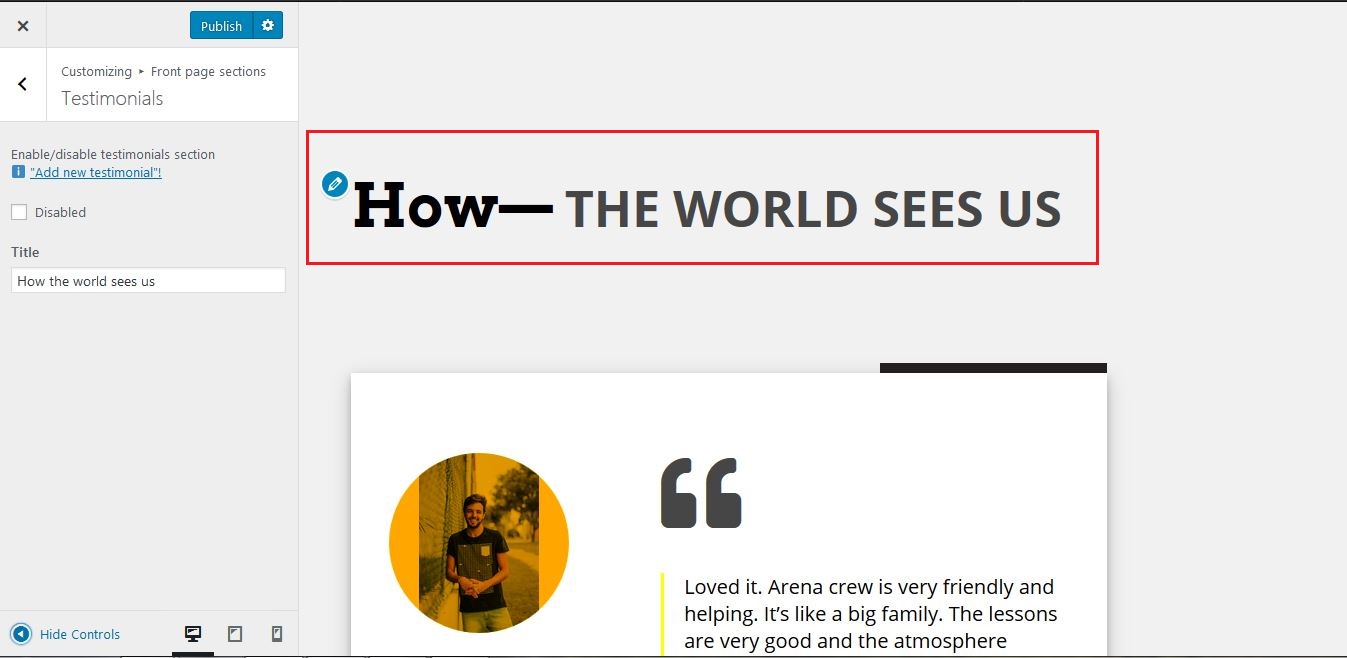 Publish
Customizing ▸ Front page sections
Testimonials
Enable/disable testimonials section
i "Add new testimonial"!
Disabled
Title
How the world sees us
Hide Controls
How— THE WORLD SEES US
“
Loved it. Arena crew is very friendly and
helping. It’s like a big family. The lessons
are very good and the atmosphere